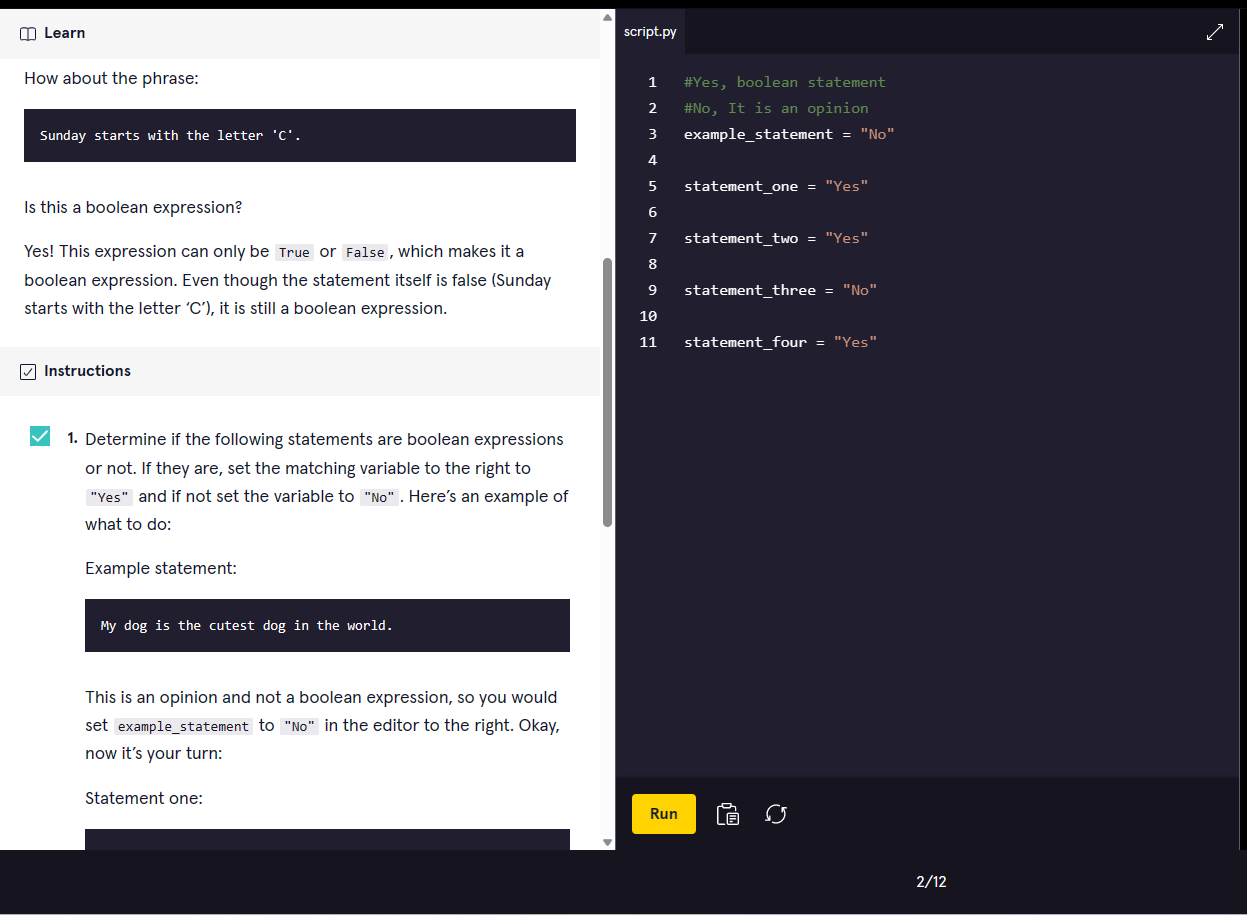 Learn
How about the phrase:
Sunday starts with the letter 'C'.
Is this a boolean expression?
Yes! This expression can only be True or False, which makes it a
boolean expression. Even though the statement itself is false (Sunday
starts with the letter ‘C’), it is still a boolean expression.
Instructions
1. Determine if the following statements are boolean expressions
or not. If they are, set the matching variable to the right to
"Yes" and if not set the variable to "No". Here’s an example of
what to do:
Example statement:
My dog is the cutest dog in the world.
This is an opinion and not a boolean expression, so you would
set example_statement to "No" in the editor to the right. Okay,
now it’s your turn:
Statement one:
script.py
1 #Yes, boolean statement
2 #No, It is an opinion
3 example_statement = "No"
4
5 statement_one = "Yes"
6
7 statement_two = "Yes"
8
9 statement_three = "No"
10
11 statement_four = "Yes"
Run
2/12